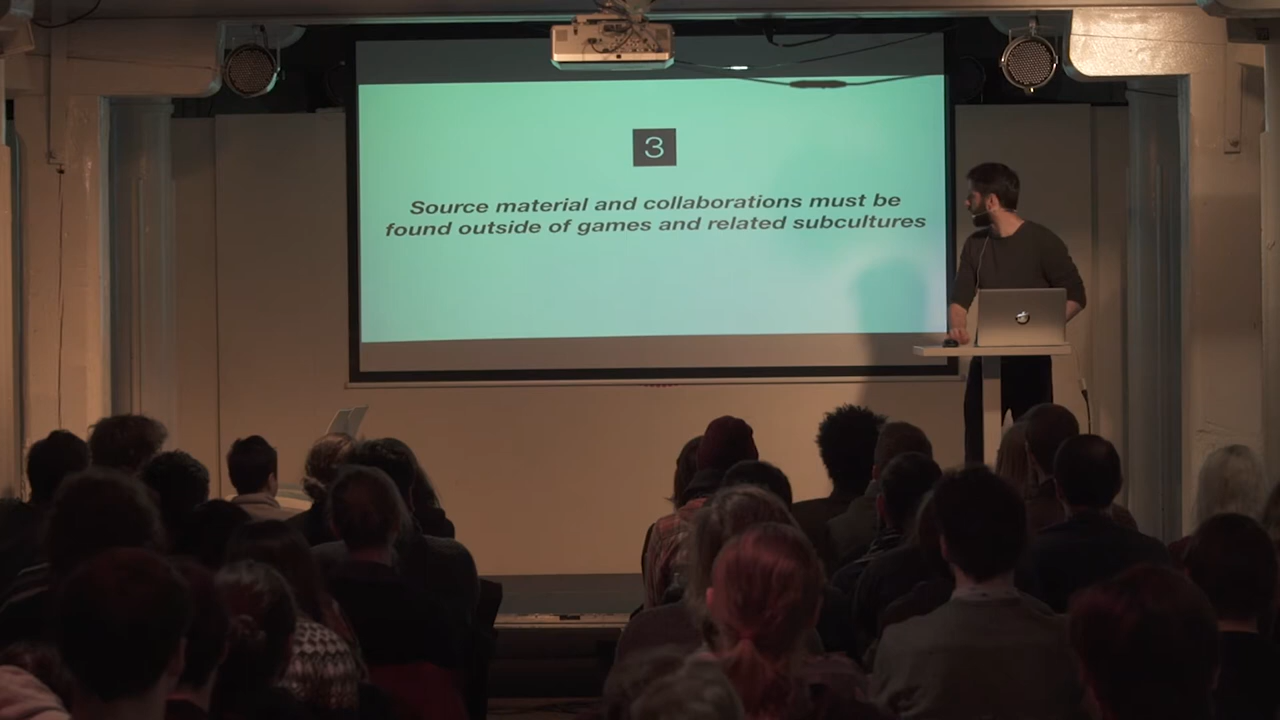 3
Source material and collaborations must be
found outside of games and related subcultures